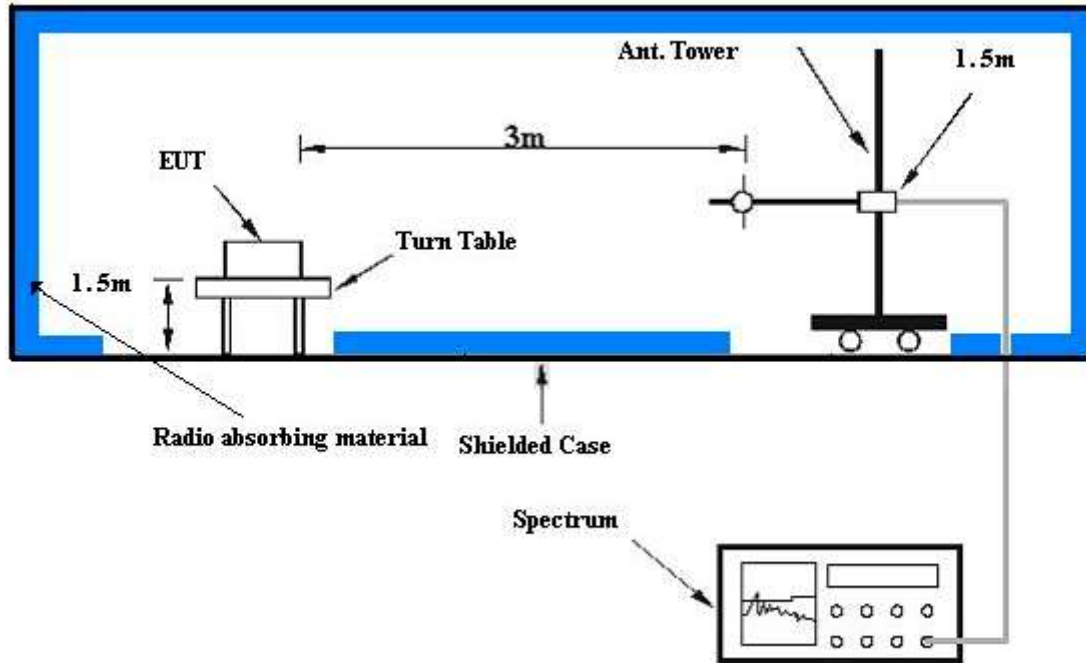 Ant. Tower
1.5m
3m
EUT
Turn Table
1.5m
Radio absorbing material
Shielded Case
Spectrum